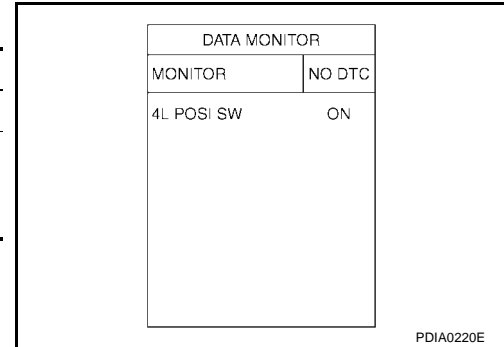 DATA MONITOR
MONITOR NO DTC
4L POSI SW ON
PDIA0220E